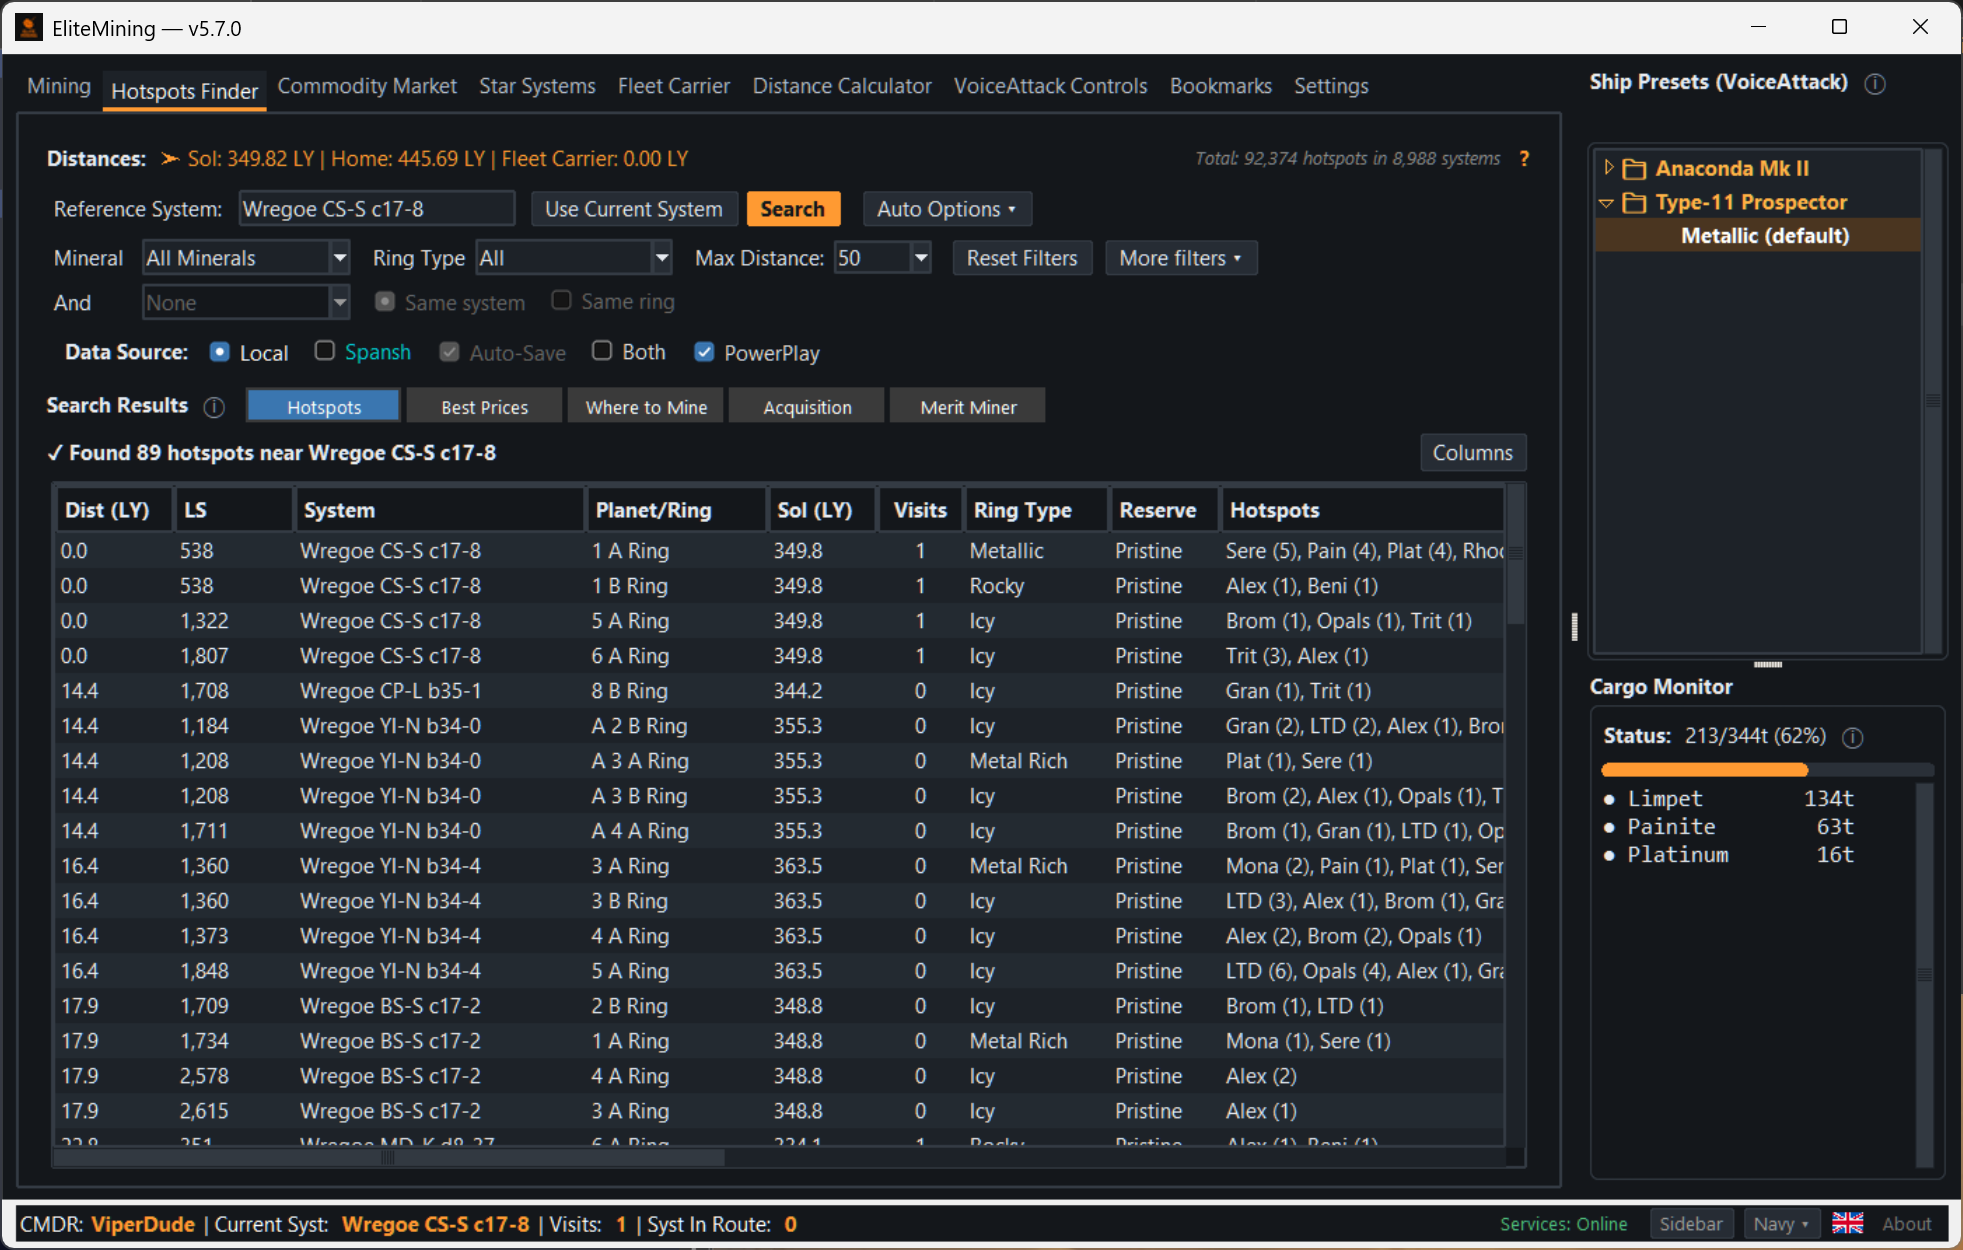 EliteMining — v5.7.0
Mining Hotspots Finder Commodity Market Star Systems Fleet Carrier Distance Calculator VoiceAttack Controls Bookmarks Settings
Distances: ➢ Sol: 349.82 LY | Home: 445.69 LY | Fleet Carrier: 0.00 LY Total: 92,374 hotspots in 8,988 systems ?
Reference System: Wregoe CS-S c17-8 Use Current System Search Auto Options ▾
Mineral All Minerals Ring Type All Max Distance: 50 Reset Filters More filters ▾
And None Same system Same ring
Data Source: Local Spansh Auto-Save Both PowerPlay
Search Results ⓘ Hotspots Best Prices Where to Mine Acquisition Merit Miner
✓ Found 89 hotspots near Wregoe CS-S c17-8 Columns
Dist (LY) LS System Planet/Ring Sol (LY) Visits Ring Type Reserve Hotspots
0.0 538 Wregoe CS-S c17-8 1 A Ring 349.8 1 Metallic Pristine Sere (5), Pain (4), Plat (4), Rho
0.0 538 Wregoe CS-S c17-8 1 B Ring 349.8 1 Rocky Pristine Alex (1), Beni (1)
0.0 1,322 Wregoe CS-S c17-8 5 A Ring 349.8 1 Icy Pristine Brom (1), Opals (1), Trit (1)
0.0 1,807 Wregoe CS-S c17-8 6 A Ring 349.8 1 Icy Pristine Trit (3), Alex (1)
14.4 1,708 Wregoe CP-L b35-1 8 B Ring 344.2 0 Icy Pristine Gran (1), Trit (1)
14.4 1,184 Wregoe YI-N b34-0 A 2 B Ring 355.3 0 Icy Pristine Gran (2), LTD (2), Alex (1), Bro
14.4 1,208 Wregoe YI-N b34-0 A 3 A Ring 355.3 0 Metal Rich Pristine Plat (1), Sere (1)
14.4 1,208 Wregoe YI-N b34-0 A 3 B Ring 355.3 0 Icy Pristine Brom (2), Alex (1), Opals (1), T
14.4 1,711 Wregoe YI-N b34-0 A 4 A Ring 355.3 0 Icy Pristine Brom (1), Gran (1), LTD (1), Op
16.4 1,360 Wregoe YI-N b34-4 3 A Ring 363.5 0 Metal Rich Pristine Mona (2), Pain (1), Plat (1), Ser
16.4 1,360 Wregoe YI-N b34-4 3 B Ring 363.5 0 Icy Pristine LTD (3), Alex (1), Brom (1), Gra
16.4 1,373 Wregoe YI-N b34-4 4 A Ring 363.5 0 Icy Pristine Alex (2), Brom (2), Opals (1)
16.4 1,848 Wregoe YI-N b34-4 5 A Ring 363.5 0 Icy Pristine LTD (6), Opals (4), Alex (1), Gra
17.9 1,709 Wregoe BS-S c17-2 2 B Ring 348.8 0 Icy Pristine Brom (1), LTD (1)
17.9 1,734 Wregoe BS-S c17-2 1 A Ring 348.8 0 Metal Rich Pristine Mona (1), Sere (1)
17.9 2,578 Wregoe BS-S c17-2 4 A Ring 348.8 0 Icy Pristine Alex (2)
17.9 2,615 Wregoe BS-S c17-2 3 A Ring 348.8 0 Icy Pristine Alex (1)
Wregoe Ring Rocky Pristine Alex (1), Beni (1)
Ship Presets (VoiceAttack) ⓘ
Anaconda Mk II
Type-11 Prospector
Metallic (default)
Cargo Monitor
Status: 213/344t (62%) ⓘ
● Limpet 134t
● Painite 63t
● Platinum 16t
CMDR: ViperDude | Current Syst: Wregoe CS-S c17-8 | Visits: 1 | Syst In Route: 0 Services: Online Sidebar Navy ▾ About